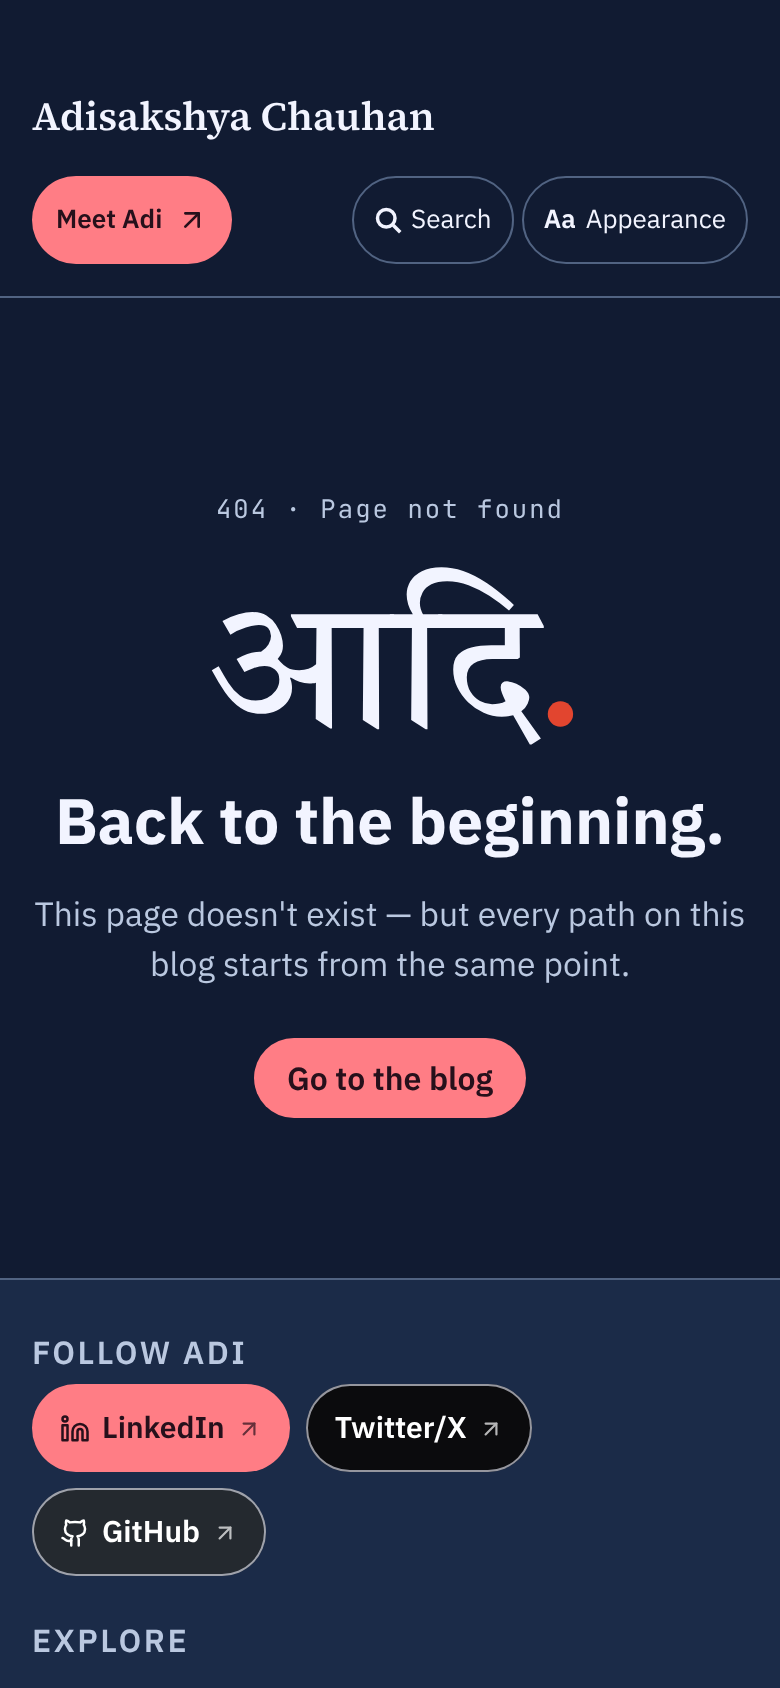 Adisakshya Chauhan
Meet Adi
Search
Aa Appearance
404 · Page not found
आदि.
Back to the beginning.
This page doesn't exist — but every path on this
blog starts from the same point.
Go to the blog
FOLLOW ADI
LinkedIn
Twitter/X
GitHub
EXPLORE